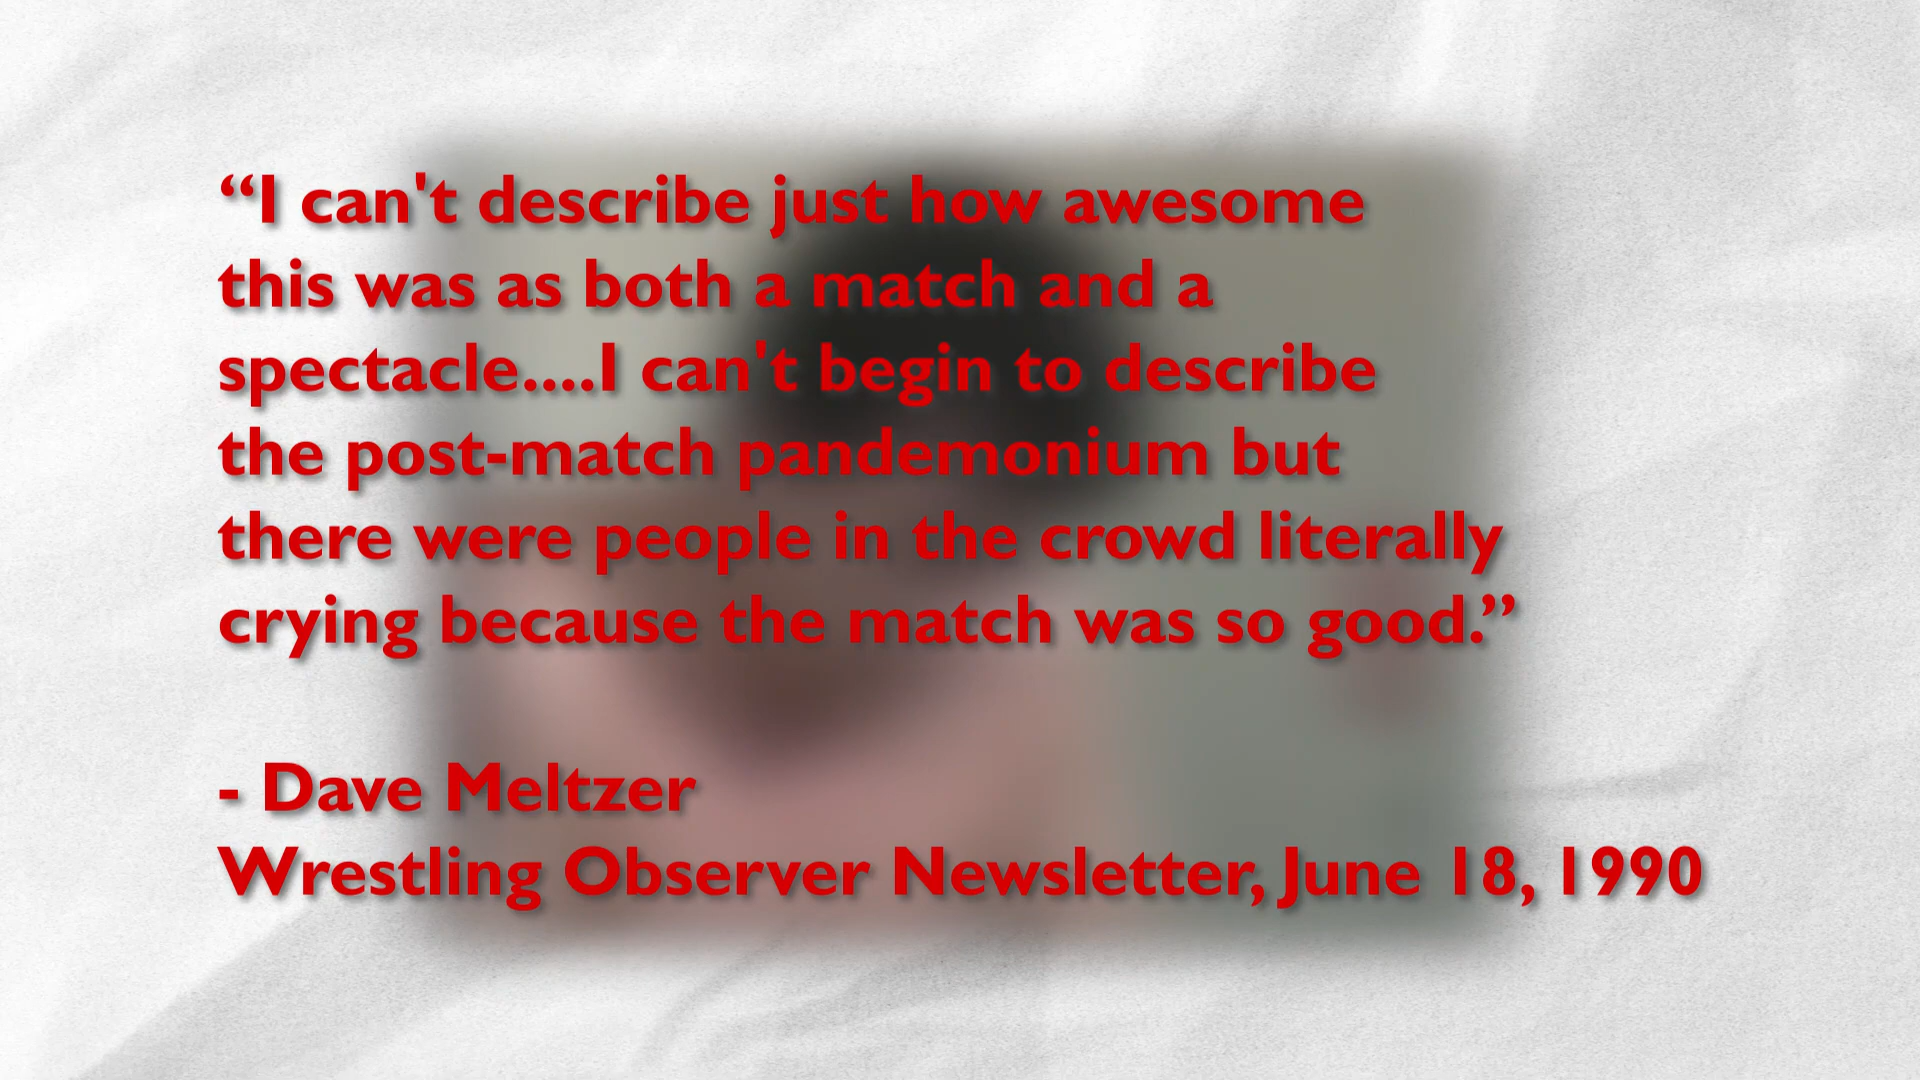 “I can't describe just how awesome
this was as both a match and a
spectacle....I can't begin to describe
the post-match pandemonium but
there were people in the crowd literally
crying because the match was so good.”
- Dave Meltzer
Wrestling Observer Newsletter, June 18, 1990